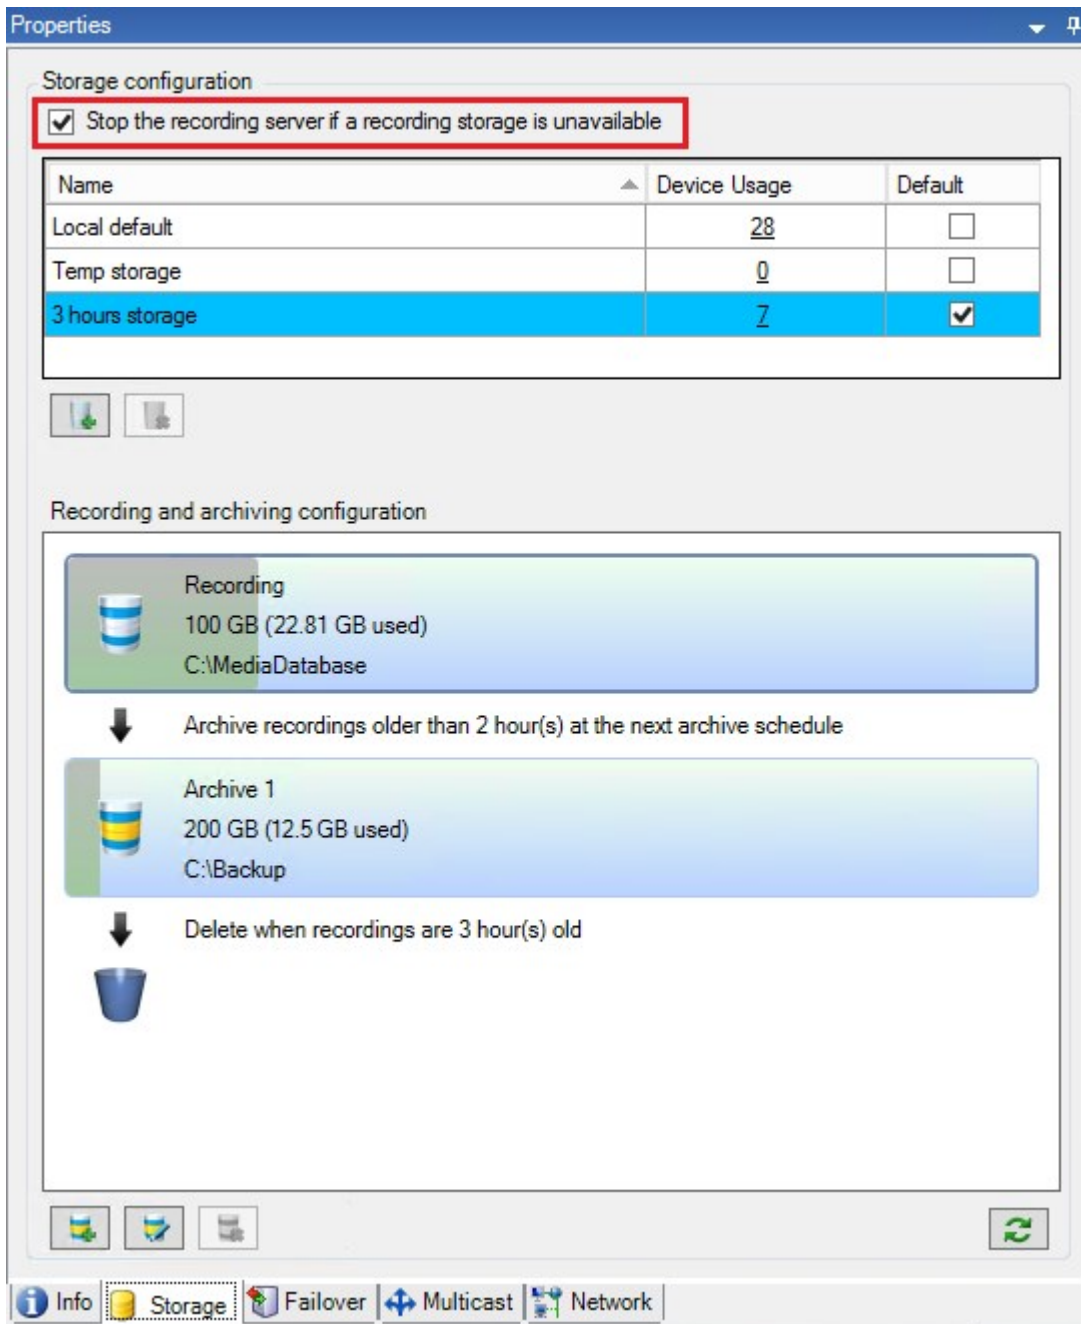 Properties
Storage configuration
Stop the recording server if a recording storage is unavailable
Name Device Usage Default
Local default 28
Temp storage 0
3 hours storage 7
Recording and archiving configuration
Recording
100 GB (22.81 GB used)
C:\MediaDatabase
Archive recordings older than 2 hour(s) at the next archive schedule
Archive 1
200 GB (12.5 GB used)
C:\Backup
Delete when recordings are 3 hour(s) old
Info Storage Failover Multicast Network